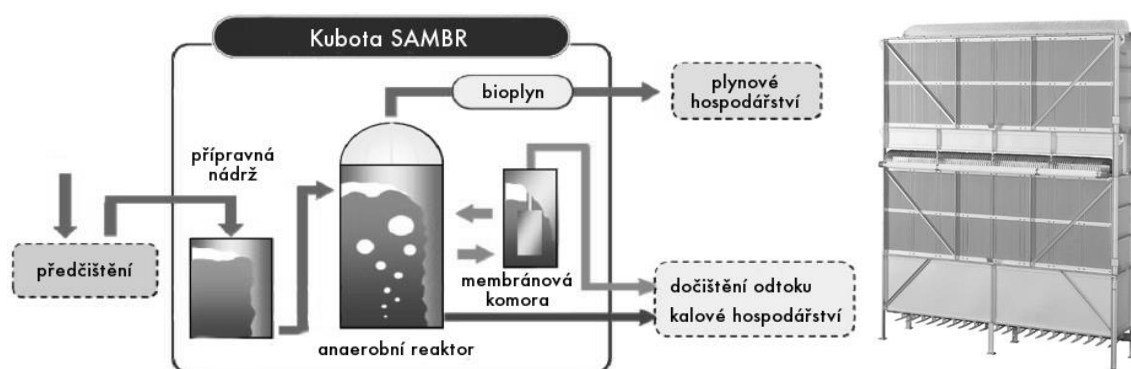 Kubota SAMBR
bioplyn
plynové
hospodářství
přípravná
nádrž
předčištění
membránová
komora
dočištění odtoku
kalové hospodářství
anaerobní reaktor